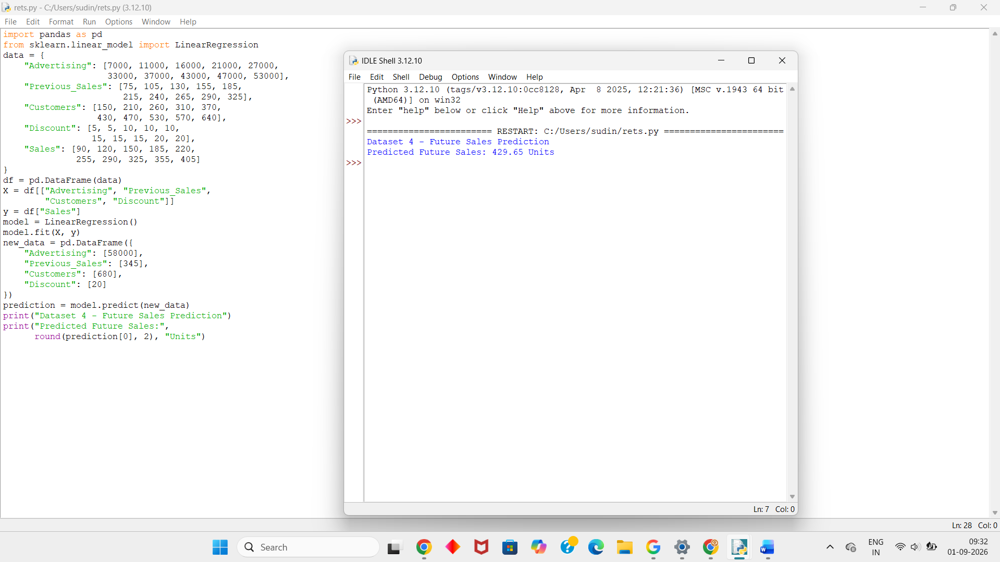 rets.py - C:/Users/sudin/rets.py (3.12.10)
File Edit Format Run Options Window Help
import pandas as pd
from sklearn.linear_model import LinearRegression
data = {
    "Advertising": [7000, 11000, 16000, 21000, 27000,
                    33000, 37000, 43000, 47000, 53000],
    "Previous_Sales": [75, 105, 130, 155, 185,
                       215, 240, 265, 290, 325],
    "Customers": [150, 210, 260, 310, 370,
                  430, 470, 530, 570, 640],
    "Discount": [5, 5, 10, 10, 10,
                 15, 15, 15, 20, 20],
    "Sales": [90, 120, 150, 185, 220,
              255, 290, 325, 355, 405]
}
df = pd.DataFrame(data)
X = df[["Advertising", "Previous_Sales",
        "Customers", "Discount"]]
y = df["Sales"]
model = LinearRegression()
model.fit(X, y)
new_data = pd.DataFrame({
    "Advertising": [58000],
    "Previous_Sales": [345],
    "Customers": [680],
    "Discount": [20]
})
prediction = model.predict(new_data)
print("Dataset 4 - Future Sales Prediction")
print("Predicted Future Sales:",
      round(prediction[0], 2), "Units")
IDLE Shell 3.12.10
File Edit Shell Debug Options Window Help
Python 3.12.10 (tags/v3.12.10:0cc8128, Apr  8 2025, 12:21:36) [MSC v.1943 64 bit
 (AMD64)] on win32
Enter "help" below or click "Help" above for more information.
>>>
======================== RESTART: C:/Users/sudin/rets.py =======================
Dataset 4 - Future Sales Prediction
Predicted Future Sales: 429.65 Units
>>>
Ln: 7 Col: 0
Ln: 28 Col: 0
Search
ENG
IN
09:32
01-09-2026